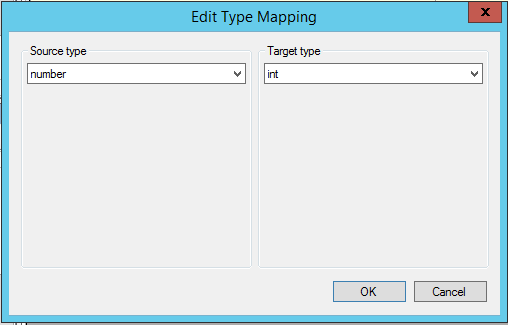 Edit Type Mapping
x
Source type
Target type
number
int
OK
Cancel